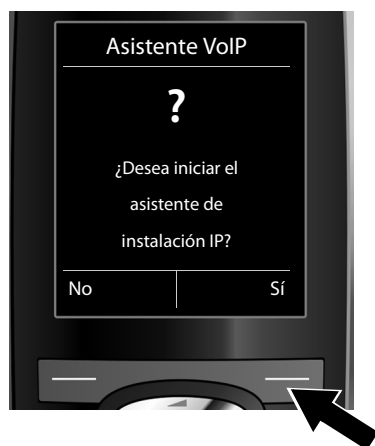 Asistente VoIP
?
¿Desea iniciar el
asistente de
instalación IP?
No Sí